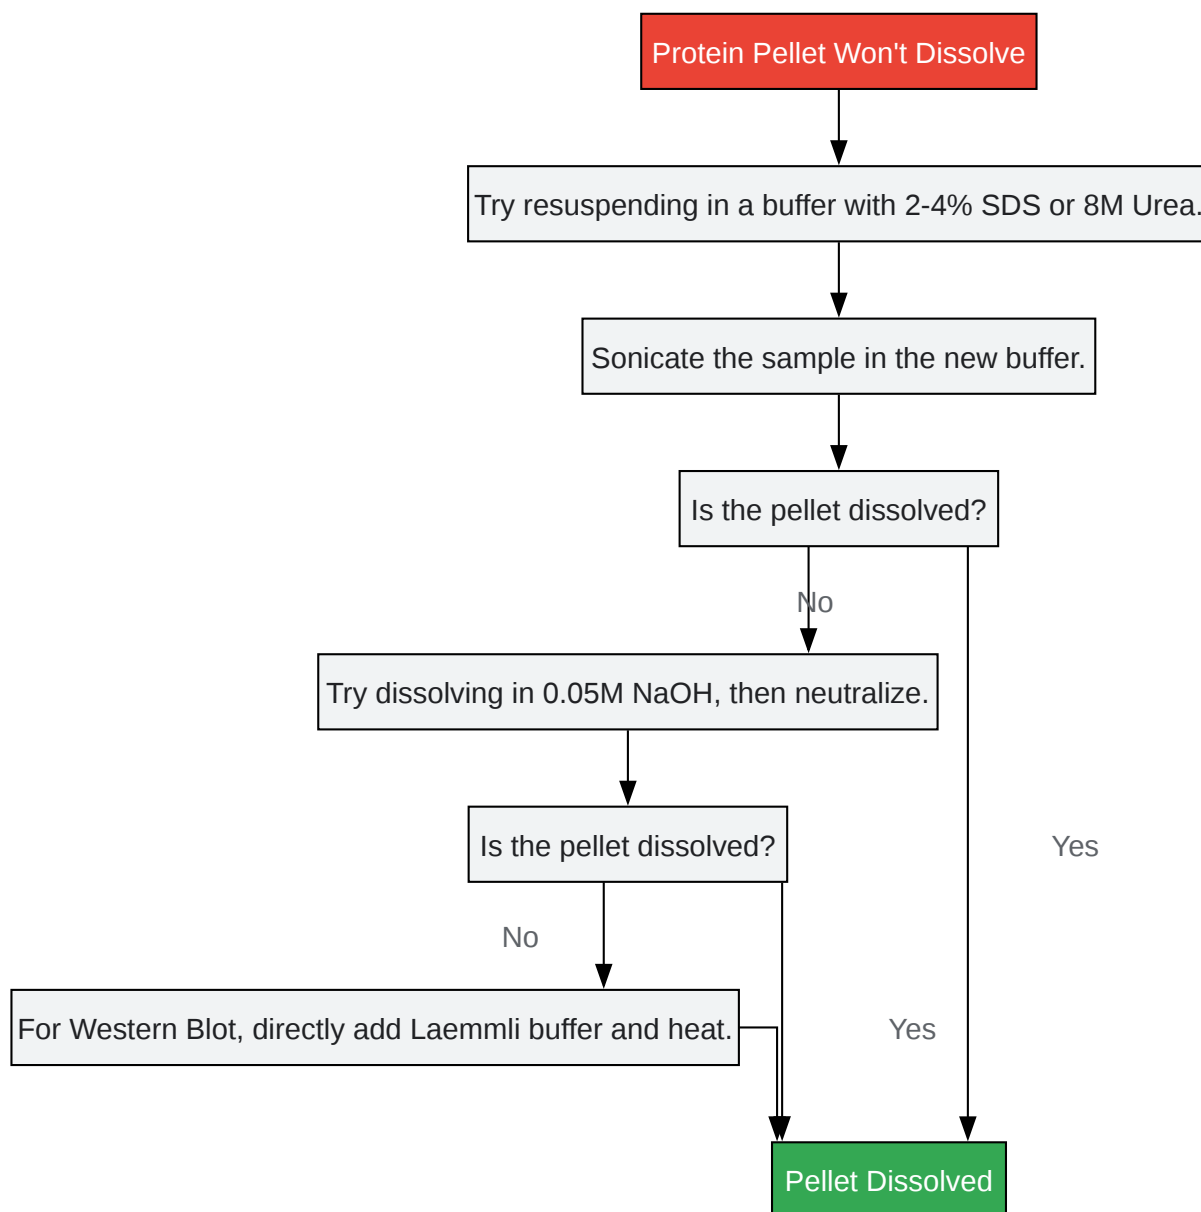 Protein Pellet Won't Dissolve
Try resuspending in a buffer with 2-4% SDS or 8M Urea.
Sonicate the sample in the new buffer.
Is the pellet dissolved?
No
Try dissolving in 0.05M NaOH, then neutralize.
Is the pellet dissolved?
Yes
No
For Western Blot, directly add Laemmli buffer and heat.
Yes
Pellet Dissolved